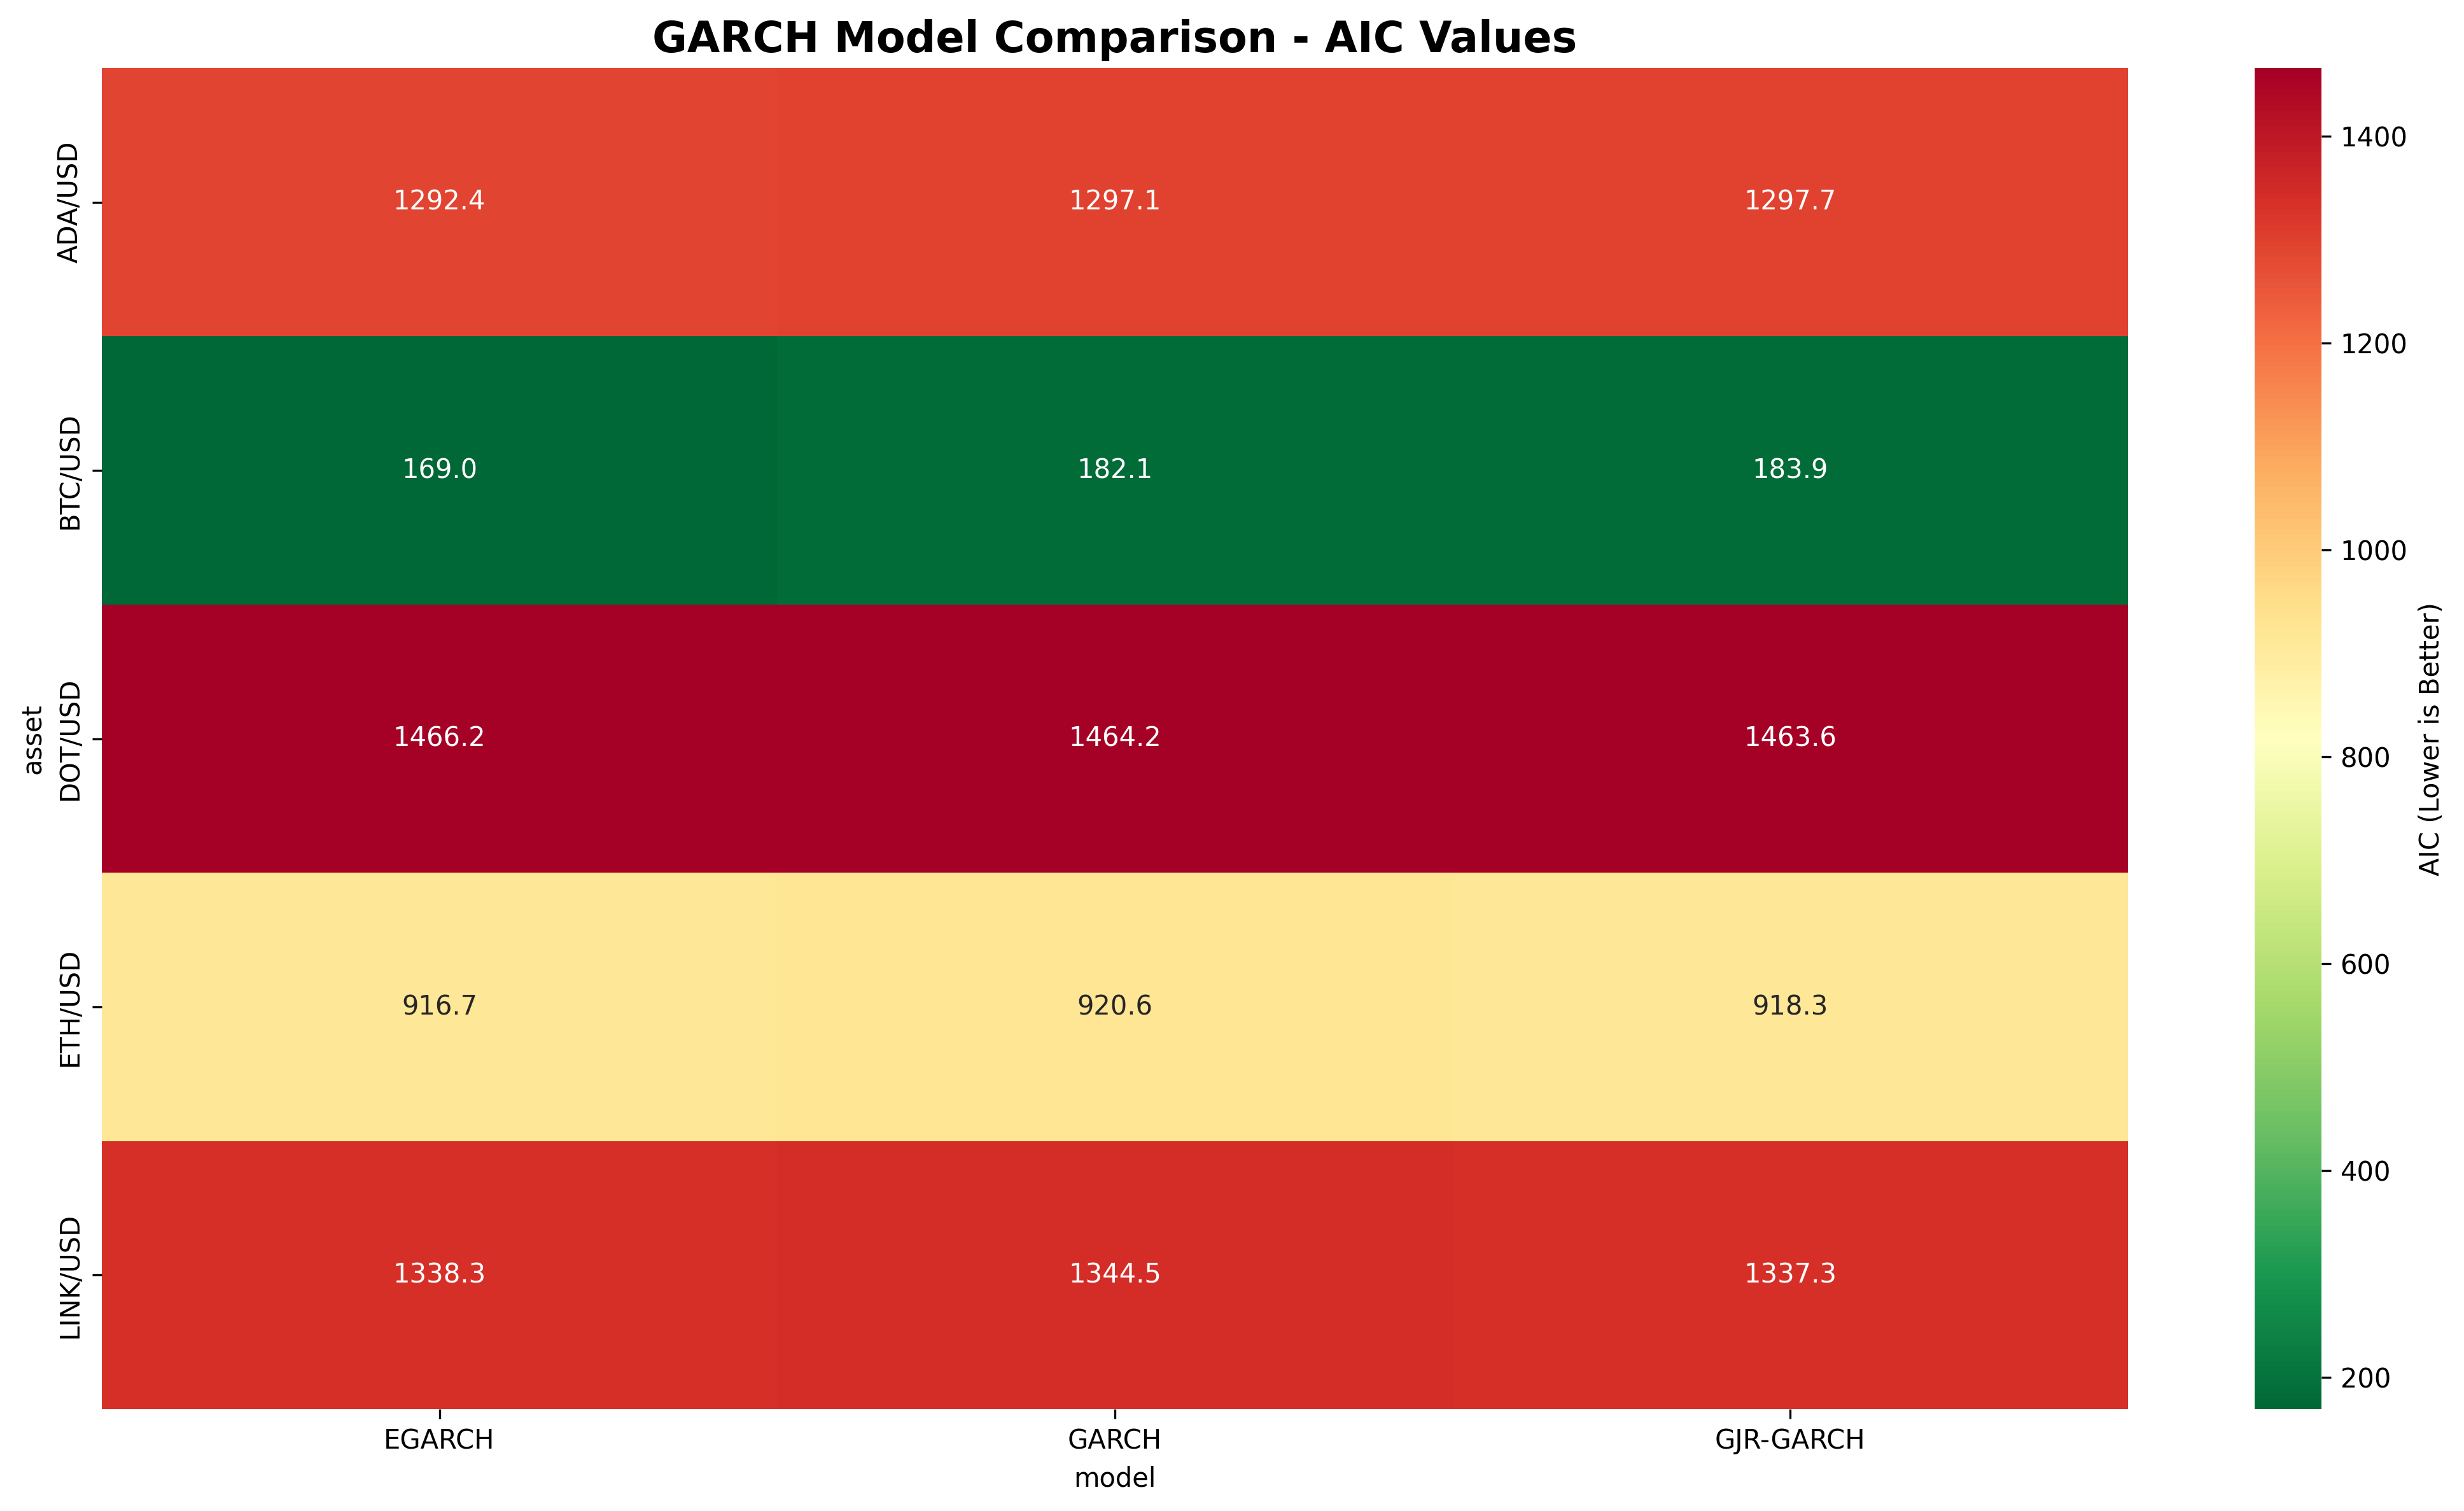 GARCH Model Comparison - AIC Values
asset
ADA/USD
1292.4 1297.1 1297.7
BTC/USD
169.0 182.1 183.9
DOT/USD
1466.2 1464.2 1463.6
ETH/USD
916.7 920.6 918.3
LINK/USD
1338.3 1344.5 1337.3
EGARCH GARCH GJR-GARCH
model
1400
1200
1000
800
600
400
200
AIC (Lower is Better)